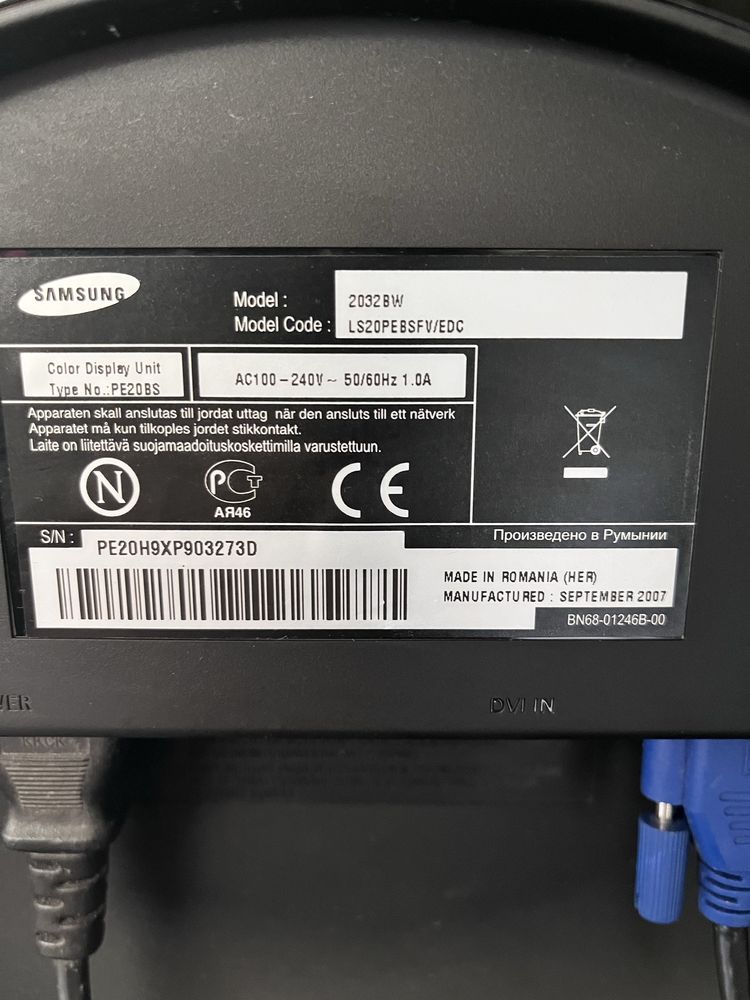 SAMSUNG
Model : 2032BW
Model Code : LS20PEBSFV/EDC
Color Display Unit
Type No.:PE20BS
AC100-240V~ 50/60Hz 1.0A
Apparaten skall anslutas till jordat uttag när den ansluts till ett nätverk
Apparatet må kun tilkoples jordet stikkontakt.
Laite on liitettävä suojamaadoituskoskettimilla varustettuun.
N
РСТ
АЯ46
CE
S/N :
PE20H9XP903273D
Произведено в Румынии
MADE IN ROMANIA (HER)
MANUFACTURED : SEPTEMBER 2007
BN68-01246B-00
DVI IN